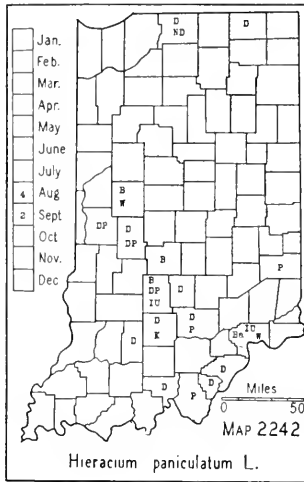 Jan.
Feb.
Mar.
Apr.
May
June
July
4 Aug
2 Sept
Oct
Nov.
Dec
D
ND
D
B
W
DP
D
DP
B
P
B
DP
IU
D
D
K
D
P
IU
Bn W
D
D
D
D
P
Miles
0 50
MAP 2242
Hieracium paniculatum L.